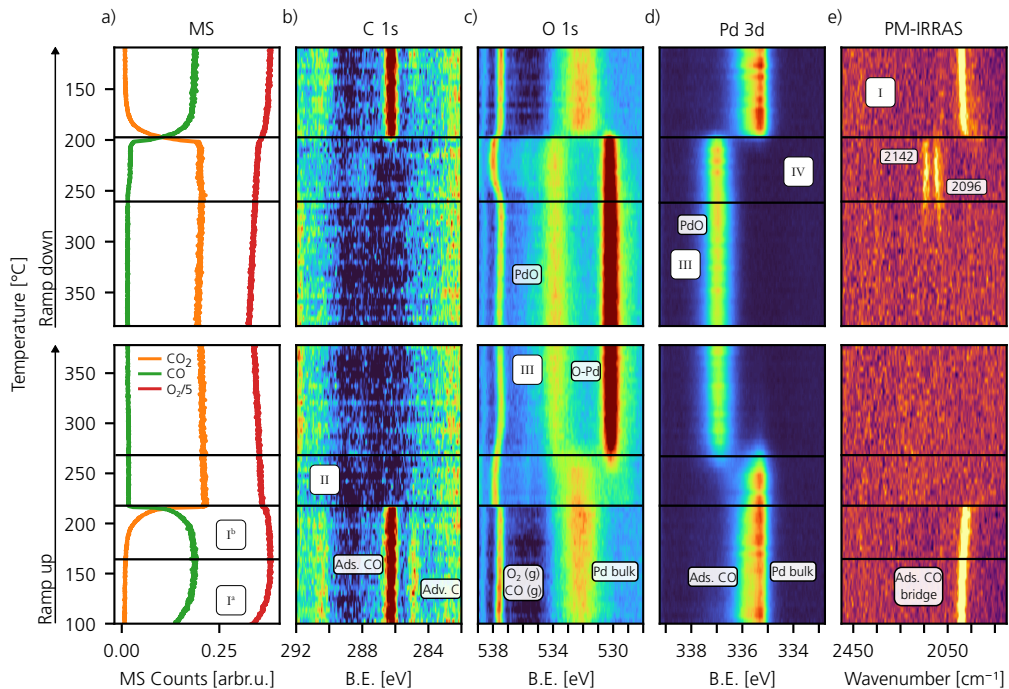 a)
MS
b)
C 1s
c)
O 1s
d)
Pd 3d
e)
PM-IRRAS
150
200
250
300
350
I
IV
2142
2096
PdO
III
PdO
Temperature [°C]
Ramp down
Ramp up
350
300
250
200
150
100
CO₂
CO
O₂/5
III
O-Pd
II
Iᵇ
Iᵃ
Ads. CO
Adv. C
O₂ (g)
CO (g)
Pd bulk
Ads. CO
Pd bulk
Ads. CO
bridge
0.00 0.25
292 288 284
538 534 530
338 336 334
2450 2050
MS Counts [arbr.u.]
B.E. [eV]
B.E. [eV]
B.E. [eV]
Wavenumber [cm⁻¹]